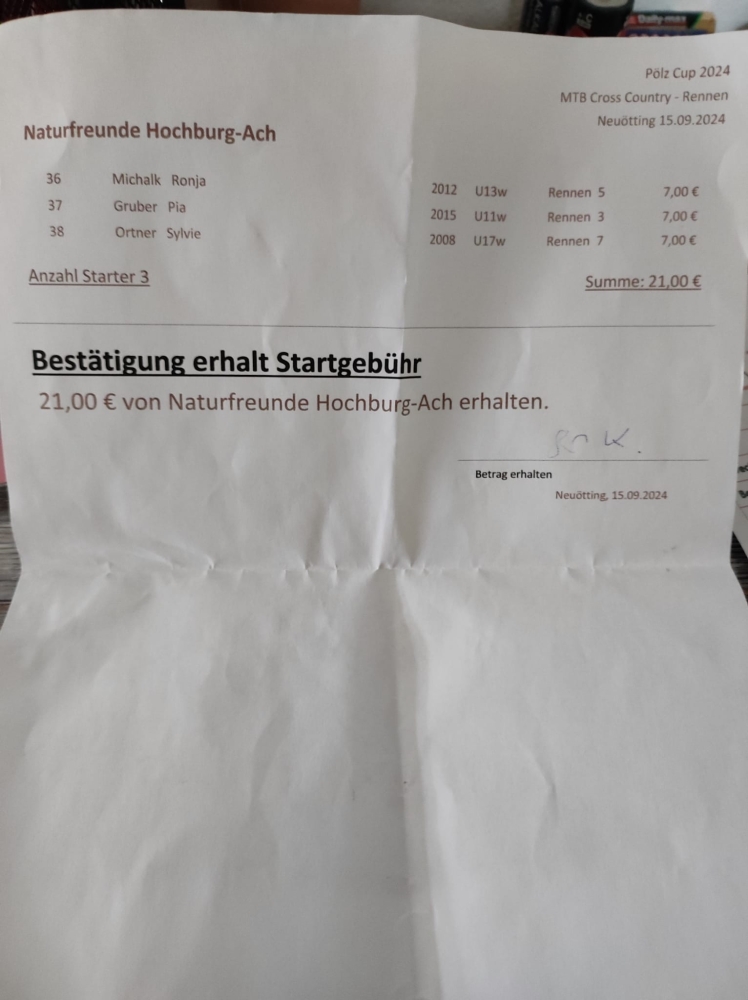 Pölz Cup 2024
MTB Cross Country - Rennen
Neuötting 15.09.2024
Naturfreunde Hochburg-Ach
36 Michalk Ronja 2012 U13w Rennen 5 7,00 €
37 Gruber Pia 2015 U11w Rennen 3 7,00 €
38 Ortner Sylvie 2008 U17w Rennen 7 7,00 €
Anzahl Starter 3 Summe: 21,00 €
Bestätigung erhalt Startgebühr
21,00 € von Naturfreunde Hochburg-Ach erhalten.
Betrag erhalten
Neuötting, 15.09.2024